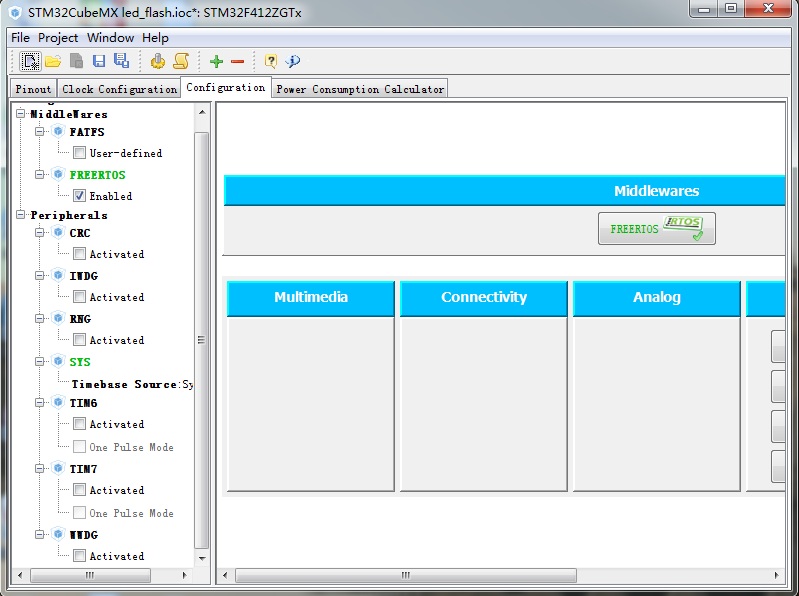 STM32CubeMX led_flash.ioc*: STM32F412ZGTx
File Project Window Help
Pinout Clock Configuration Configuration Power Consumption Calculator
MiddleWares
FATFS
User-defined
FREERTOS
Enabled
Peripherals
CRC
Activated
IWDG
Activated
RNG
Activated
SYS
Timebase Source:Sy
TIM6
Activated
One Pulse Mode
TIM7
Activated
One Pulse Mode
WWDG
Activated
Middlewares
FREERTOS RTOS
Multimedia Connectivity Analog